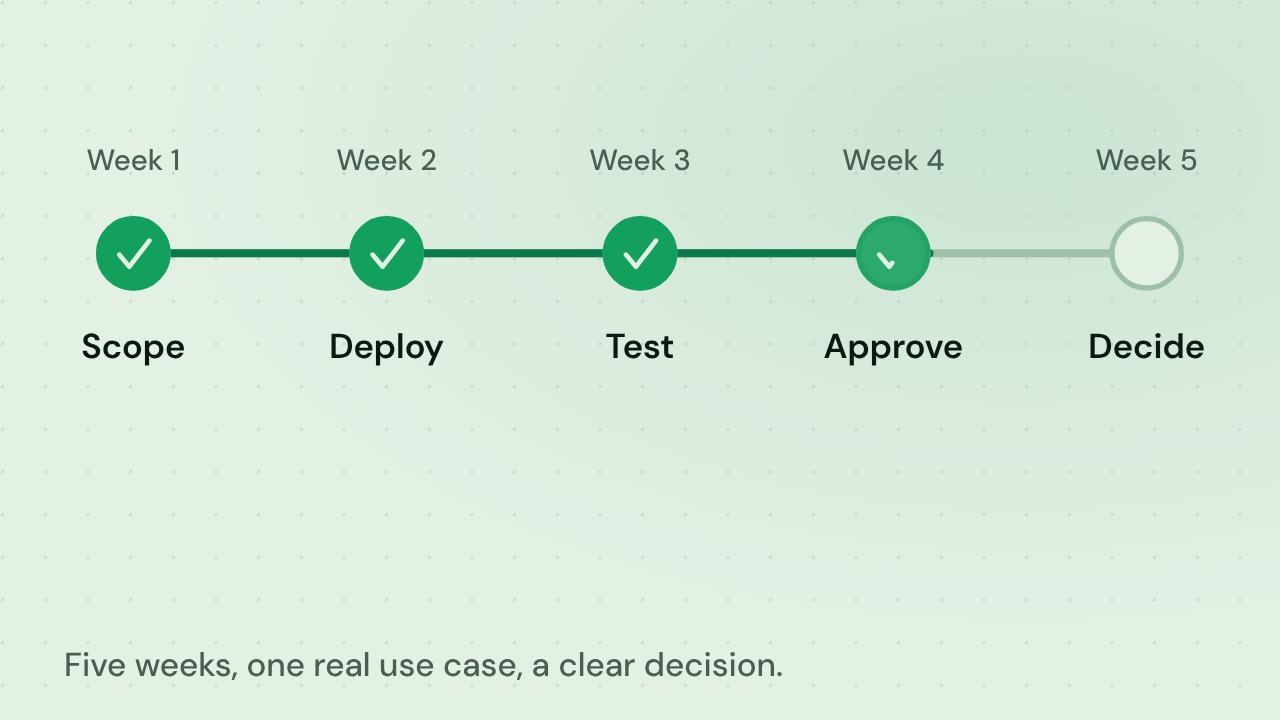 Week 1 Week 2 Week 3 Week 4 Week 5
Scope Deploy Test Approve Decide
Five weeks, one real use case, a clear decision.